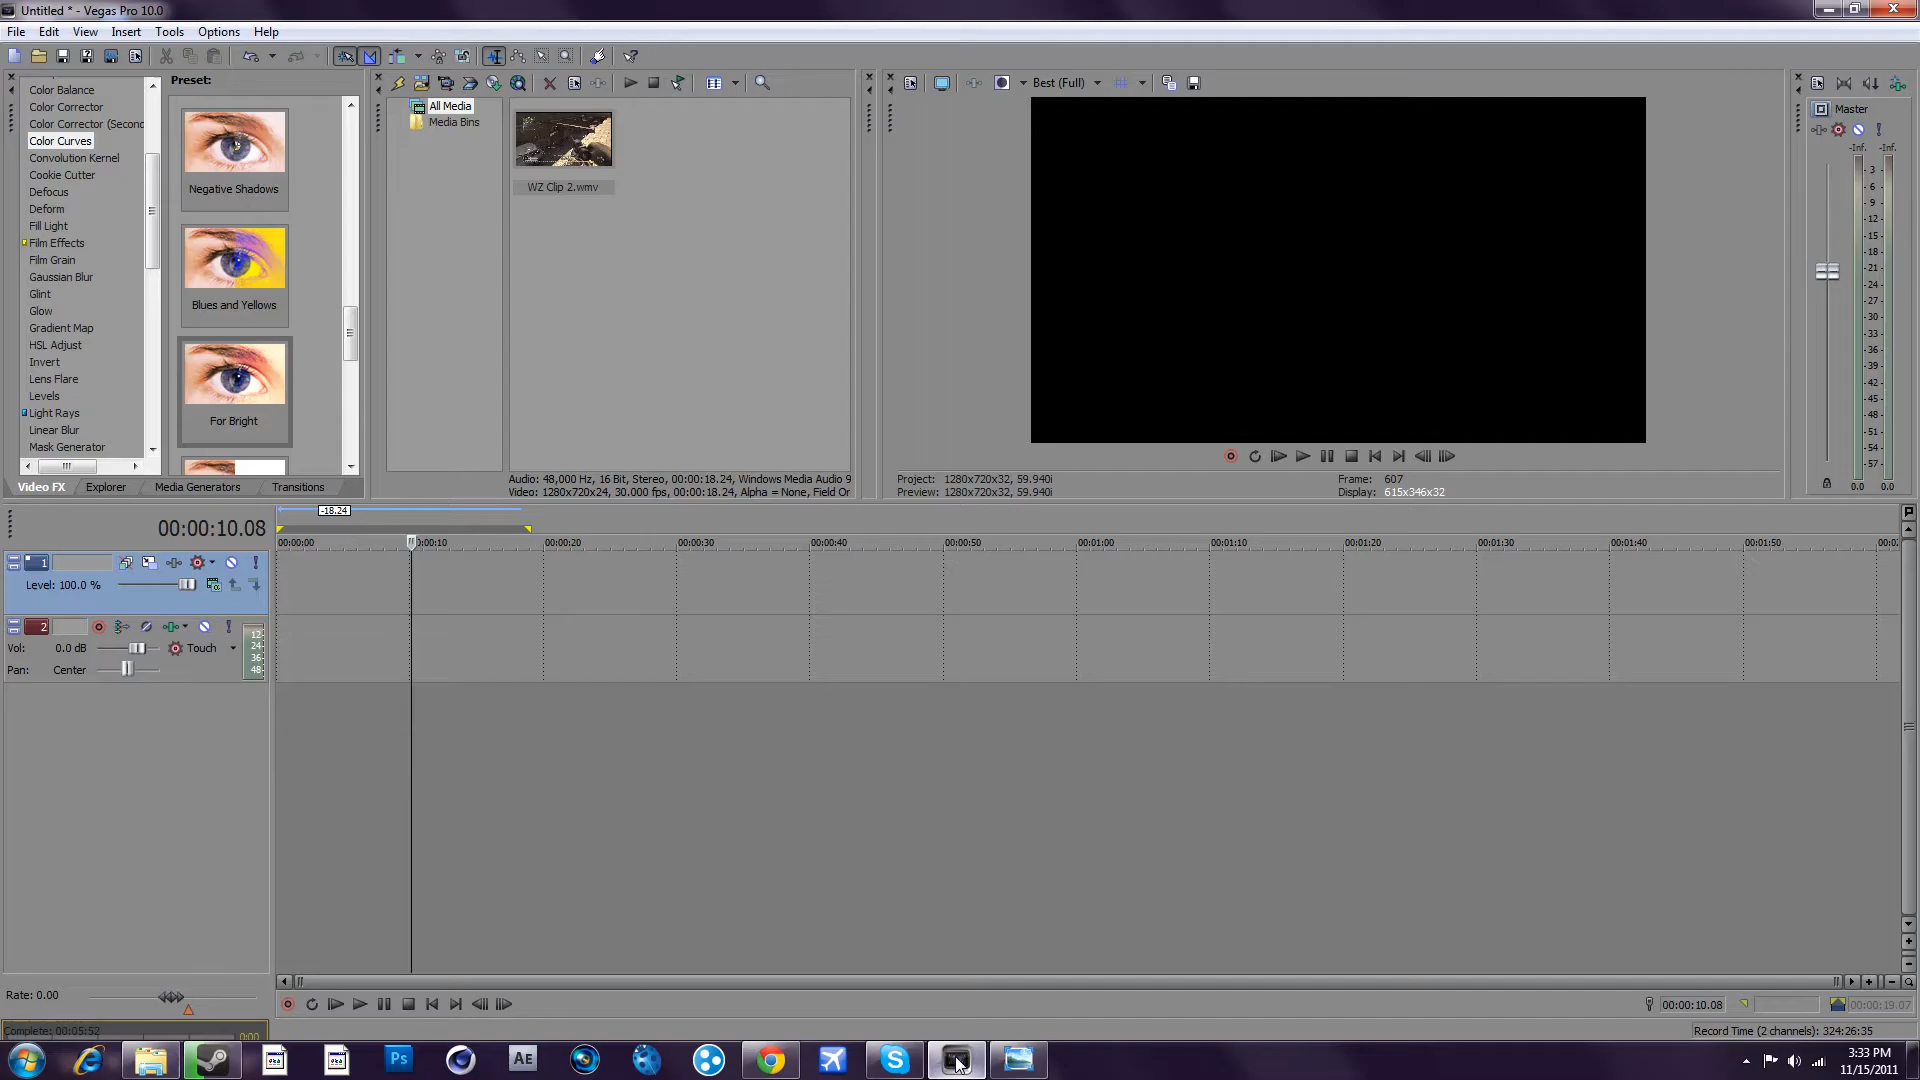 Untitled * - Vegas Pro 10.0
File Edit View Insert Tools Options Help
Color Balance
Color Corrector
Color Corrector (Second
Color Curves
Convolution Kernel
Cookie Cutter
Defocus
Deform
Fill Light
Film Effects
Film Grain
Gaussian Blur
Glint
Glow
Gradient Map
HSL Adjust
Invert
Lens Flare
Levels
Light Rays
Linear Blur
Mask Generator
Preset:
Negative Shadows
Blues and Yellows
For Bright
Video FX Explorer Media Generators Transitions
All Media
Media Bins
WZ Clip 2.wmv
Audio: 48,000 Hz, 16 Bit, Stereo, 00:00:18.24, Windows Media Audio 9
Video: 1280x720x24, 30.000 fps, 00:00:18.24, Alpha = None, Field Or
Best (Full)
Project: 1280x720x32, 59.940i
Preview: 1280x720x32, 59.940i
Frame: 607
Display: 615x346x32
Master
-Inf. -Inf.
3
6
9
12
15
18
21
24
27
30
33
36
39
42
45
48
51
54
57
0.0 0.0
00:00:10.08
-18.24
00:00:00 00:00:10 00:00:20 00:00:30 00:00:40 00:00:50 00:01:00 00:01:10 00:01:20 00:01:30 00:01:40 00:01:50
1
Level: 100.0 %
2
Vol: 0.0 dB Touch
Pan: Center
12
24
36
48
Rate: 0.00
Complete: 00:05:52
0:00
00:00:10.08
00:00:19.07
Record Time (2 channels): 324:26:35
Ps
AE
S
3:33 PM
11/15/2011